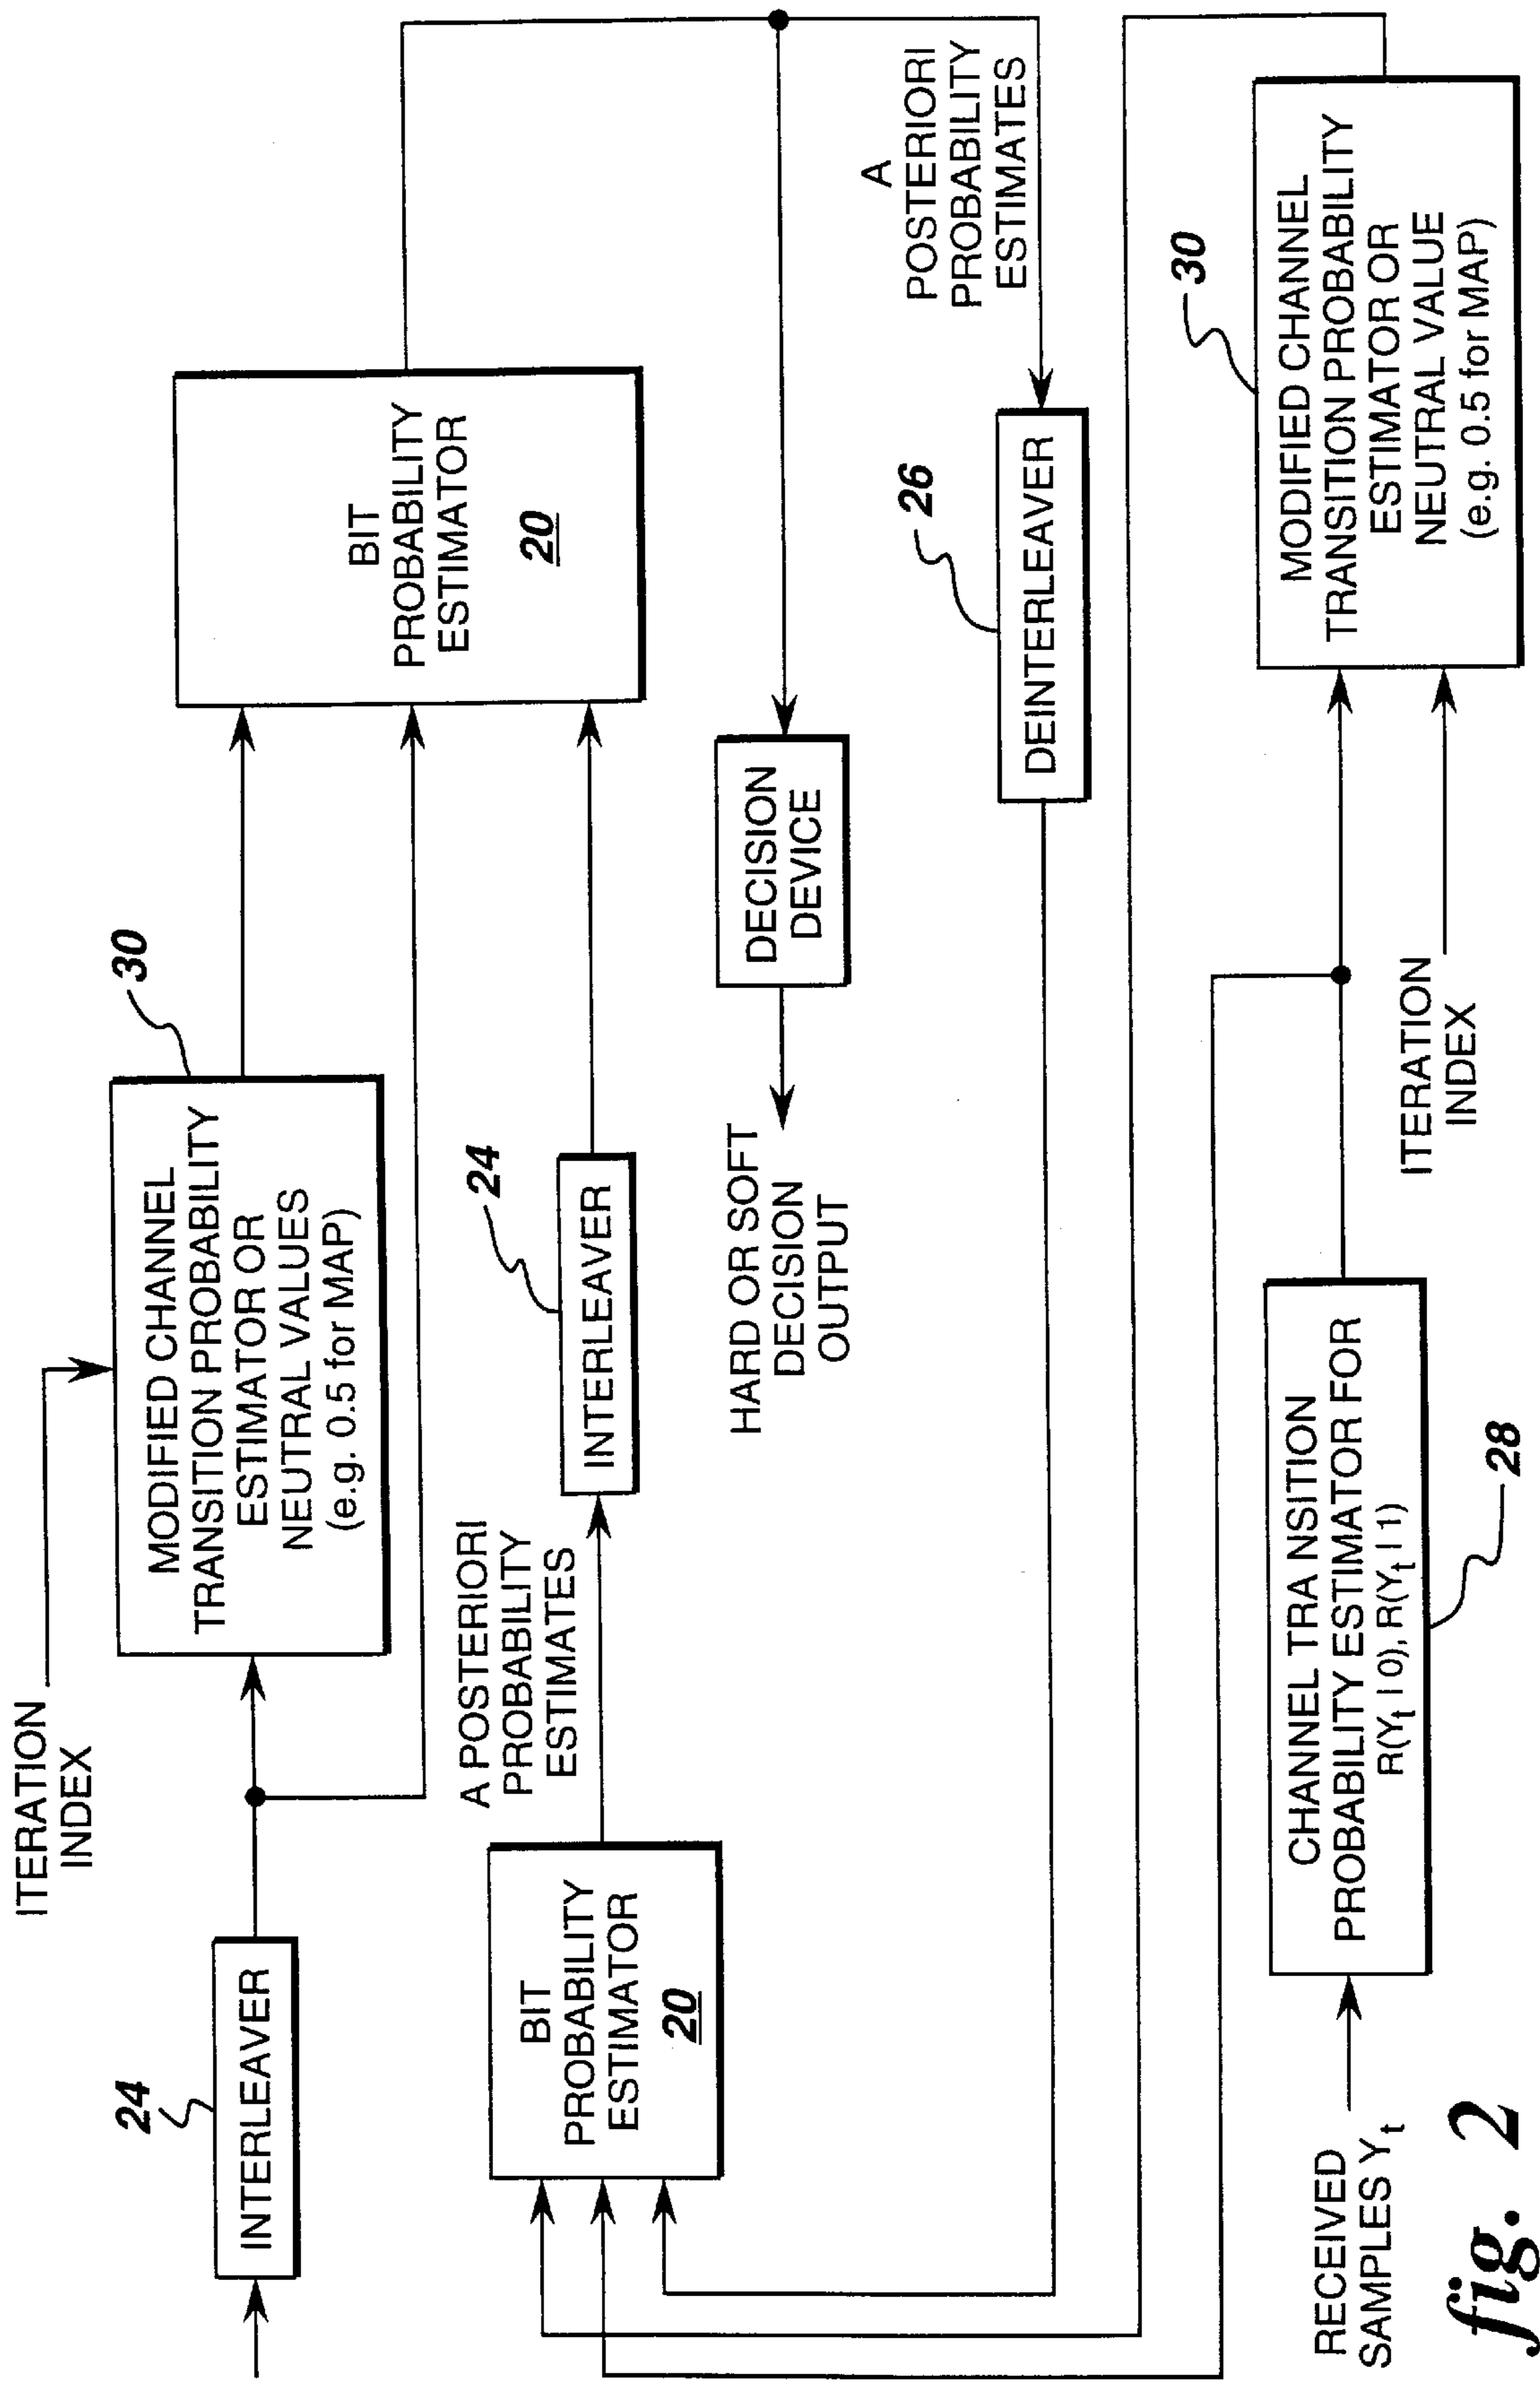 ITERATION
INDEX
24
INTERLEAVER
30
MODIFIED CHANNEL
TRANSITION PROBABILITY
ESTIMATOR OR
NEUTRAL VALUES
(e.g. 0.5 for MAP)
BIT
PROBABILITY
ESTIMATOR
20
BIT
PROBABILITY
ESTIMATOR
20
A POSTERIORI
PROBABILITY
ESTIMATES
24
INTERLEAVER
HARD OR SOFT
DECISION
OUTPUT
DECISION
DEVICE
A
POSTERIORI
PROBABILITY
ESTIMATES
26
DEINTERLEAVER
RECEIVED
SAMPLES Yt
CHANNEL TRA NSITION
PROBABILITY ESTIMATOR FOR
R(Yt | 0), R(Yt | 1)
28
ITERATION
INDEX
30
MODIFIED CHANNEL
TRANSITION PROBABILITY
ESTIMATOR OR
NEUTRAL VALUE
(e.g. 0.5 for MAP)
fig. 2